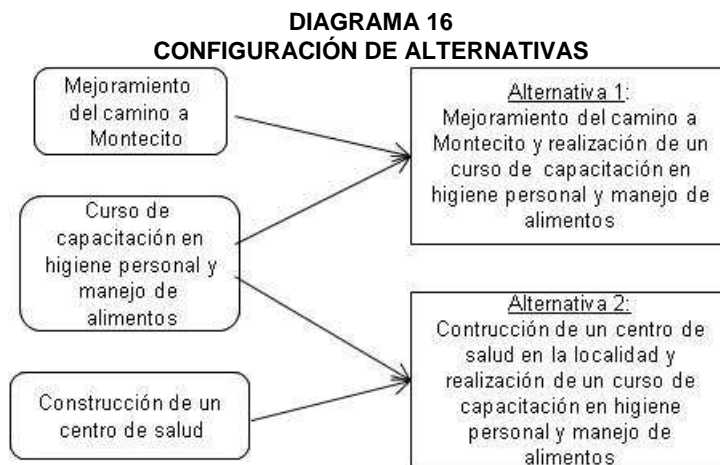 DIAGRAMA 16
CONFIGURACIÓN DE ALTERNATIVAS
Mejoramiento
del camino a
Montecito
Curso de
capacitación en
higiene personal y
manejo de
alimentos
Construcción de un
centro de salud
Alternativa 1:
Mejoramiento del camino a
Montecito y realización de un
curso de capacitación en
higiene personal y manejo de
alimentos
Alternativa 2:
Contrucción de un centro de
salud en la localidad y
realización de un curso de
capacitación en higiene
personal y manejo de
alimentos